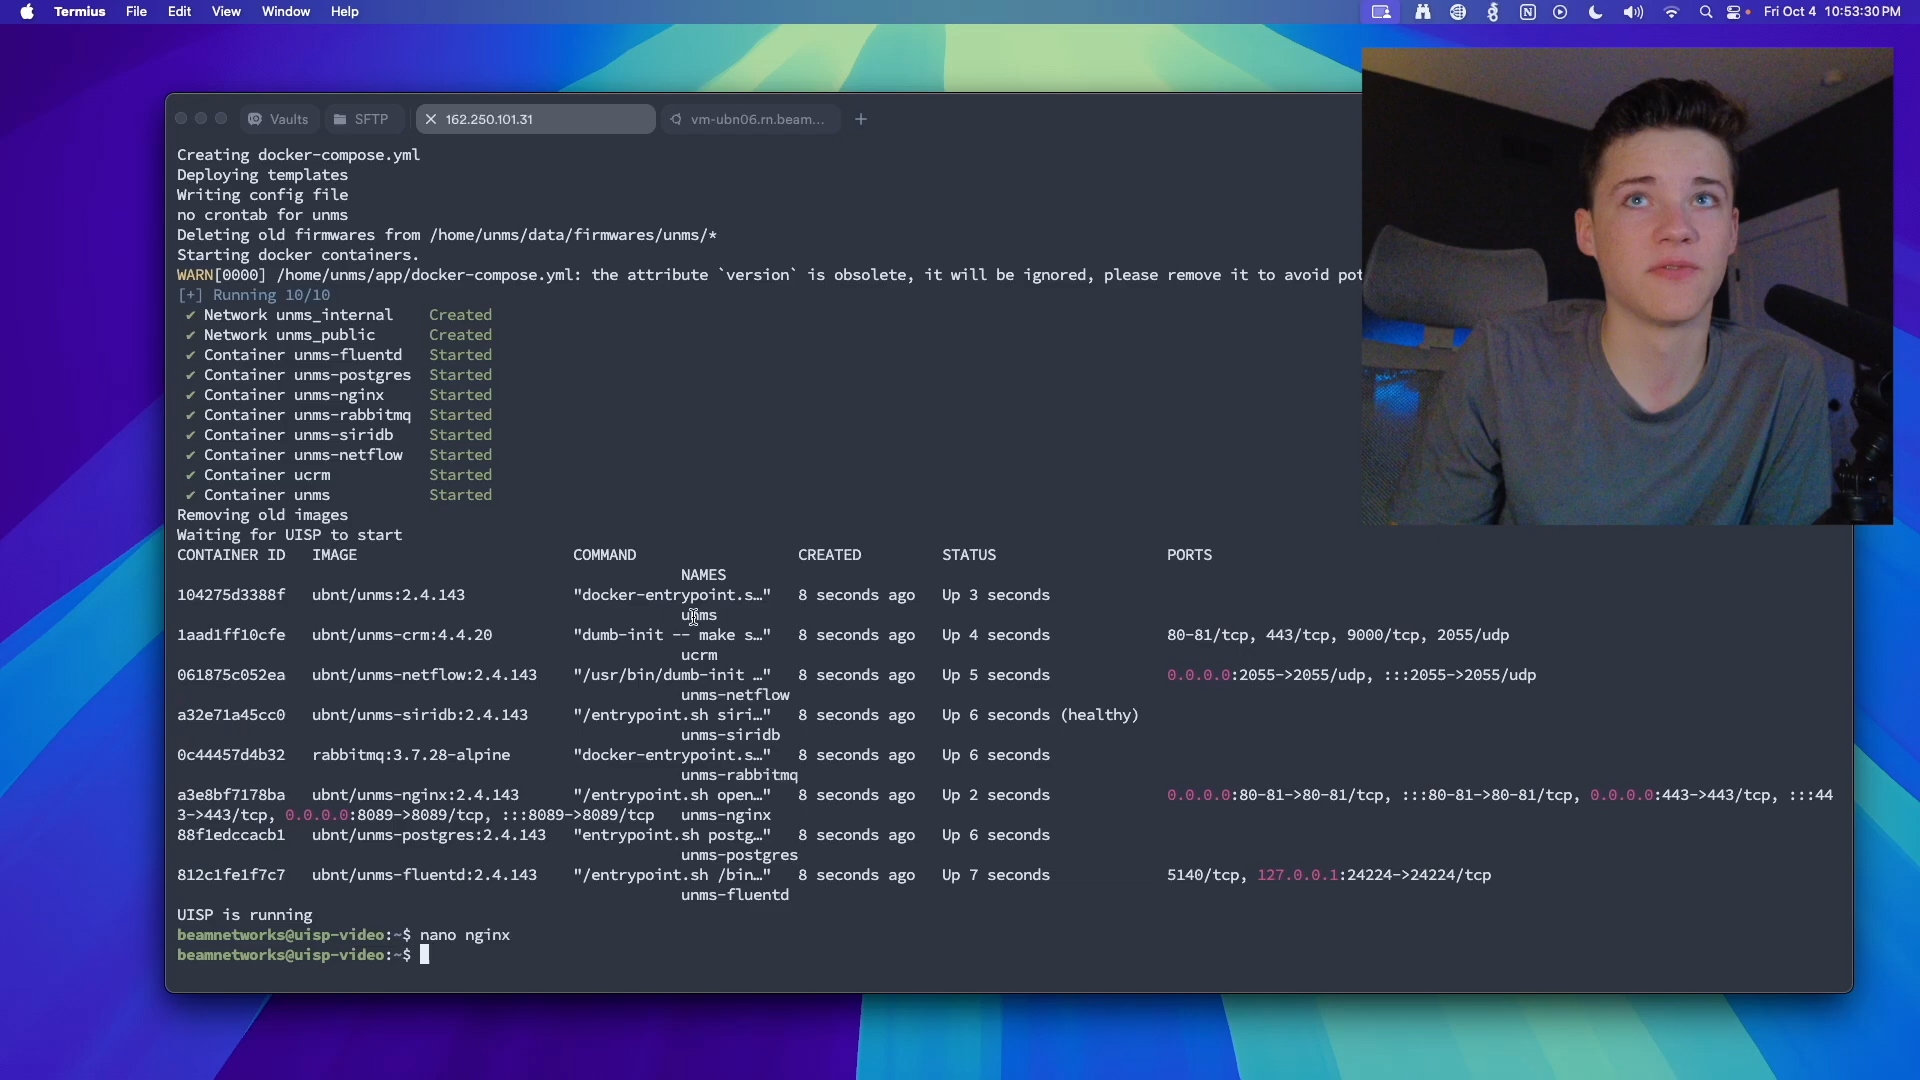 Termius File Edit View Window Help Fri Oct 4 10:53:30 PM
Vaults SFTP 162.250.101.31 vm-ubn06.rn.beam...
Creating docker-compose.yml
Deploying templates
Writing config file
no crontab for unms
Deleting old firmwares from /home/unms/data/firmwares/unms/*
Starting docker containers.
WARN[0000] /home/unms/app/docker-compose.yml: the attribute `version` is obsolete, it will be ignored, please remove it to avoid pot
[+] Running 10/10
✔ Network unms_internal Created
✔ Network unms_public Created
✔ Container unms-fluentd Started
✔ Container unms-postgres Started
✔ Container unms-nginx Started
✔ Container unms-rabbitmq Started
✔ Container unms-siridb Started
✔ Container unms-netflow Started
✔ Container ucrm Started
✔ Container unms Started
Removing old images
Waiting for UISP to start
CONTAINER ID IMAGE COMMAND CREATED STATUS PORTS
NAMES
104275d3388f ubnt/unms:2.4.143 "docker-entrypoint.s…" 8 seconds ago Up 3 seconds
unms
1aad1ff10cfe ubnt/unms-crm:4.4.20 "dumb-init -- make s…" 8 seconds ago Up 4 seconds 80-81/tcp, 443/tcp, 9000/tcp, 2055/udp
ucrm
061875c052ea ubnt/unms-netflow:2.4.143 "/usr/bin/dumb-init …" 8 seconds ago Up 5 seconds 0.0.0.0:2055->2055/udp, :::2055->2055/udp
unms-netflow
a32e71a45cc0 ubnt/unms-siridb:2.4.143 "/entrypoint.sh siri…" 8 seconds ago Up 6 seconds (healthy)
unms-siridb
0c44457d4b32 rabbitmq:3.7.28-alpine "docker-entrypoint.s…" 8 seconds ago Up 6 seconds
unms-rabbitmq
a3e8bf7178ba ubnt/unms-nginx:2.4.143 "/entrypoint.sh open…" 8 seconds ago Up 2 seconds 0.0.0.0:80-81->80-81/tcp, :::80-81->80-81/tcp, 0.0.0.0:443->443/tcp, :::44
3->443/tcp, 0.0.0.0:8089->8089/tcp, :::8089->8089/tcp unms-nginx
88f1edccacb1 ubnt/unms-postgres:2.4.143 "entrypoint.sh postg…" 8 seconds ago Up 6 seconds
unms-postgres
812c1fe1f7c7 ubnt/unms-fluentd:2.4.143 "/entrypoint.sh /bin…" 8 seconds ago Up 7 seconds 5140/tcp, 127.0.0.1:24224->24224/tcp
unms-fluentd
UISP is running
beamnetworks@uisp-video:~$ nano nginx
beamnetworks@uisp-video:~$